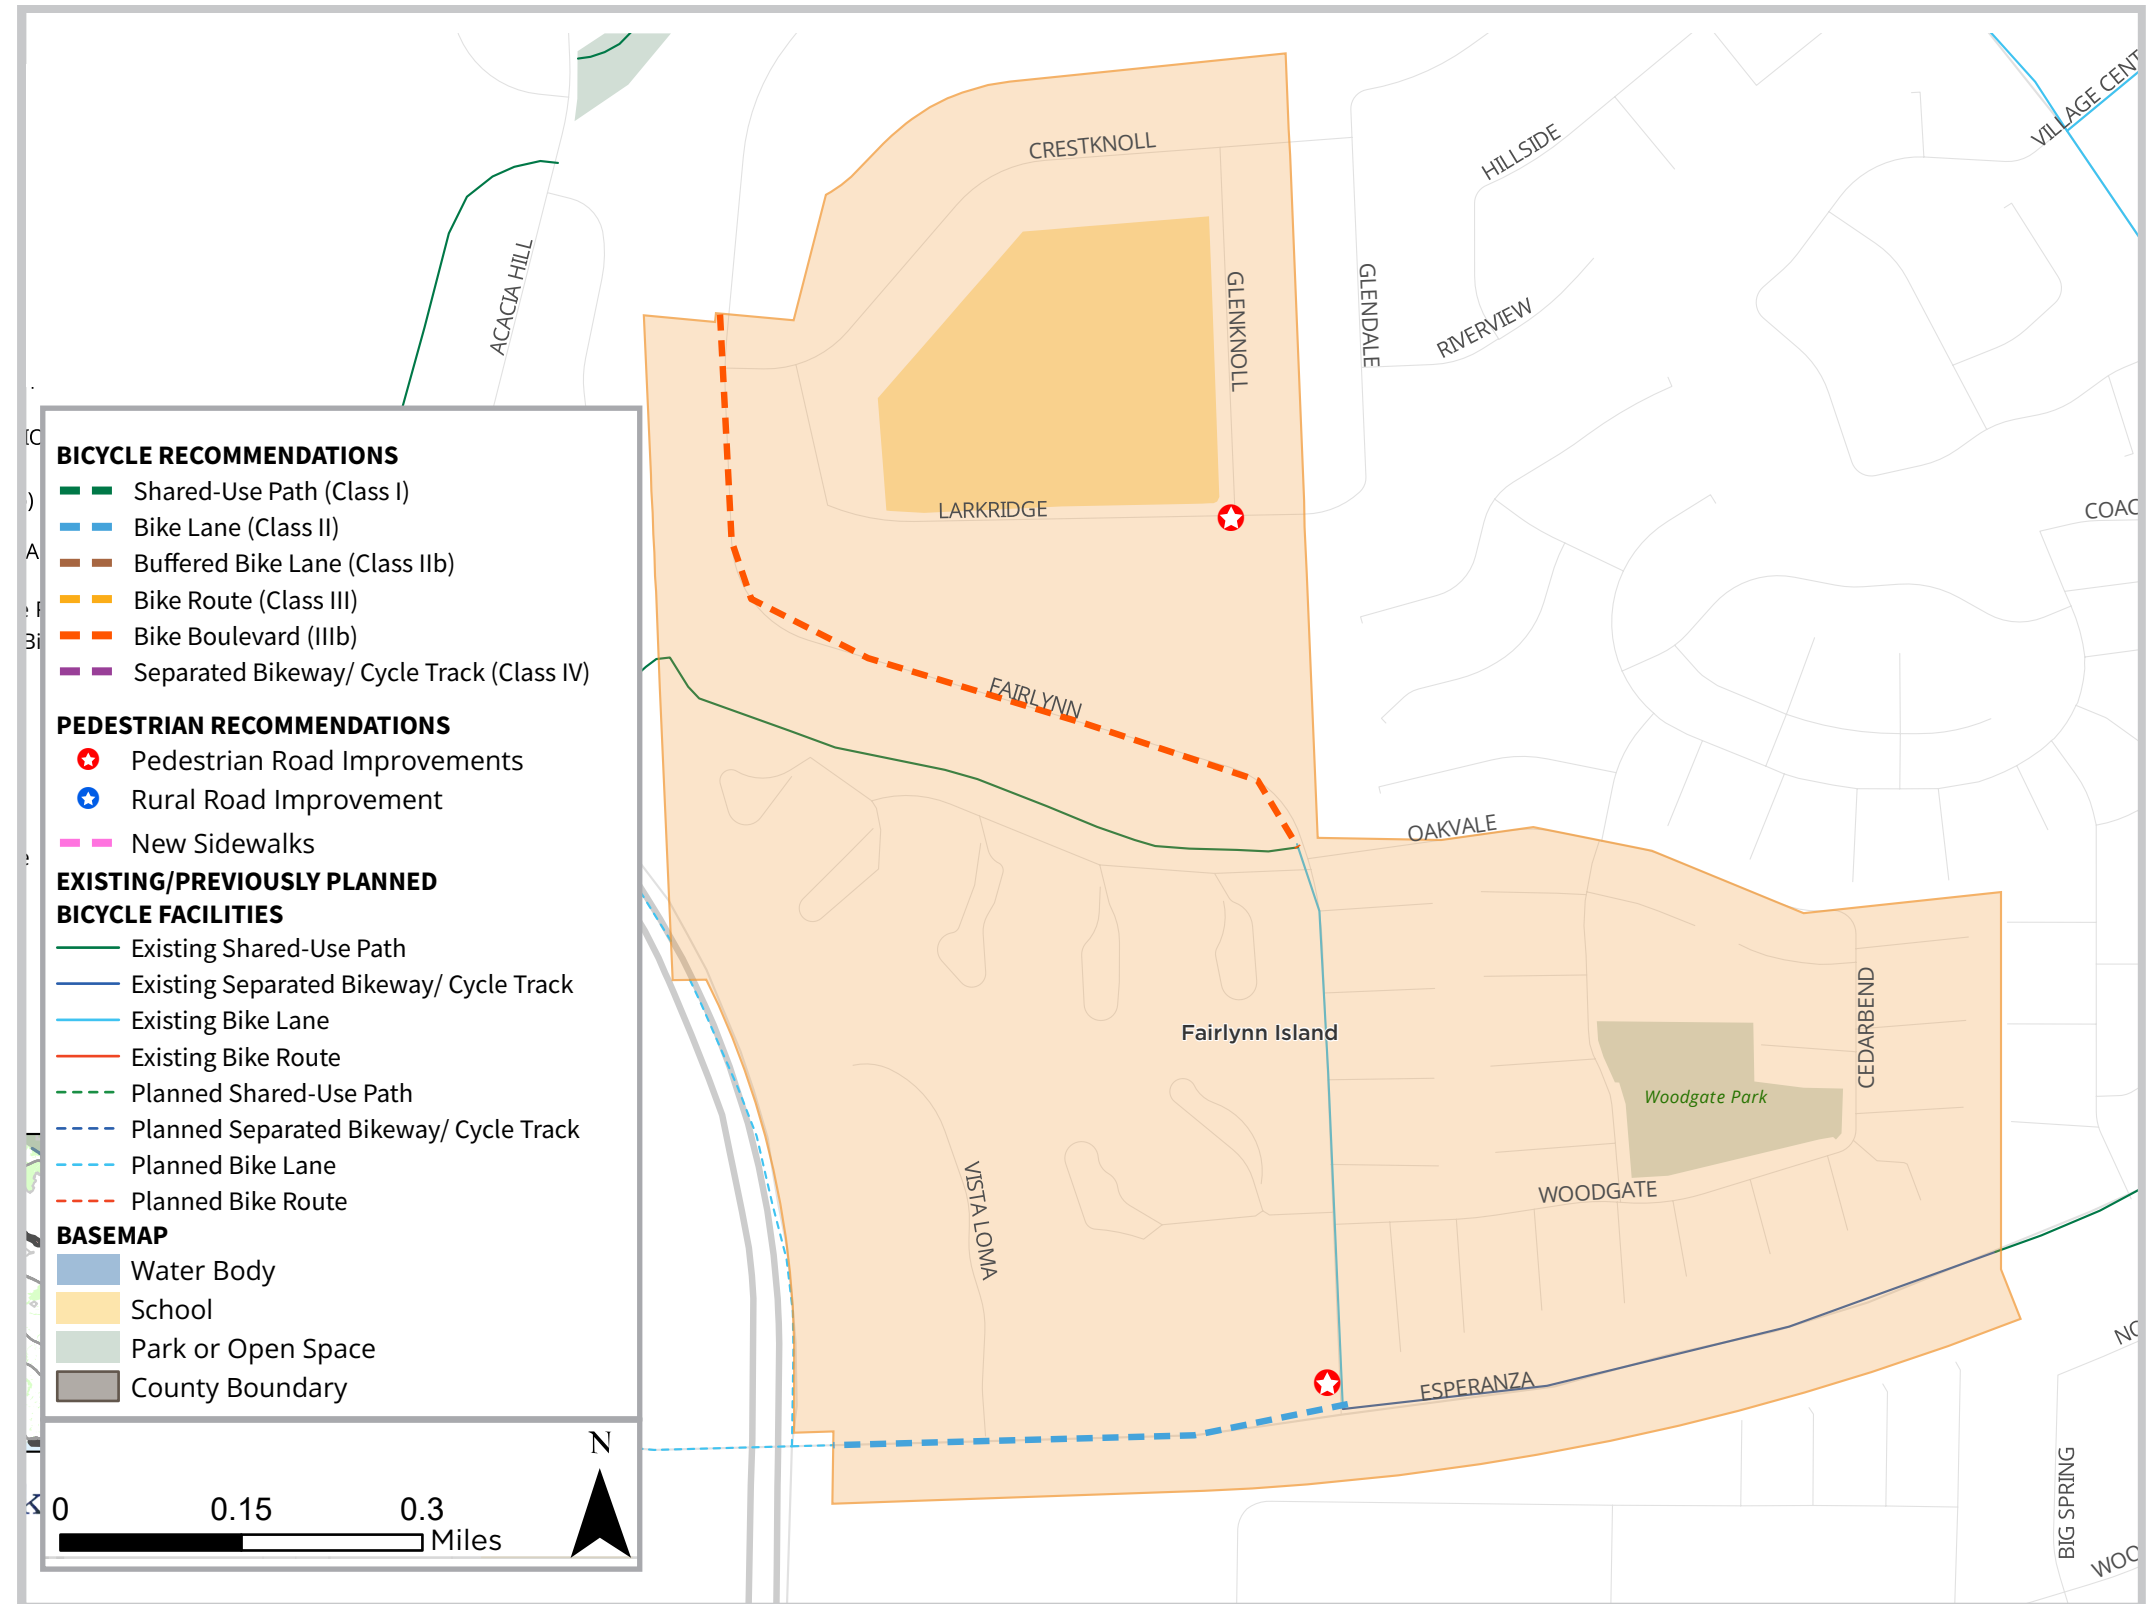 CRESTKNOLL
HILLSIDE
VILLAGE CENT
ACACIA HILL
GLENKNOLL
GLENDALE
RIVERVIEW
LARKRIDGE
COAC
FAIRLYNN
OAKVALE
CEDARBEND
Fairlynn Island
Woodgate Park
WOODGATE
VISTA LOMA
ESPERANZA
NO
BIG SPRING
WOO
BICYCLE RECOMMENDATIONS
Shared-Use Path (Class I)
Bike Lane (Class II)
Buffered Bike Lane (Class IIb)
Bike Route (Class III)
Bike Boulevard (IIIb)
Separated Bikeway/ Cycle Track (Class IV)
PEDESTRIAN RECOMMENDATIONS
Pedestrian Road Improvements
Rural Road Improvement
New Sidewalks
EXISTING/PREVIOUSLY PLANNED
BICYCLE FACILITIES
Existing Shared-Use Path
Existing Separated Bikeway/ Cycle Track
Existing Bike Lane
Existing Bike Route
Planned Shared-Use Path
Planned Separated Bikeway/ Cycle Track
Planned Bike Lane
Planned Bike Route
BASEMAP
Water Body
School
Park or Open Space
County Boundary
N
0 0.15 0.3
Miles